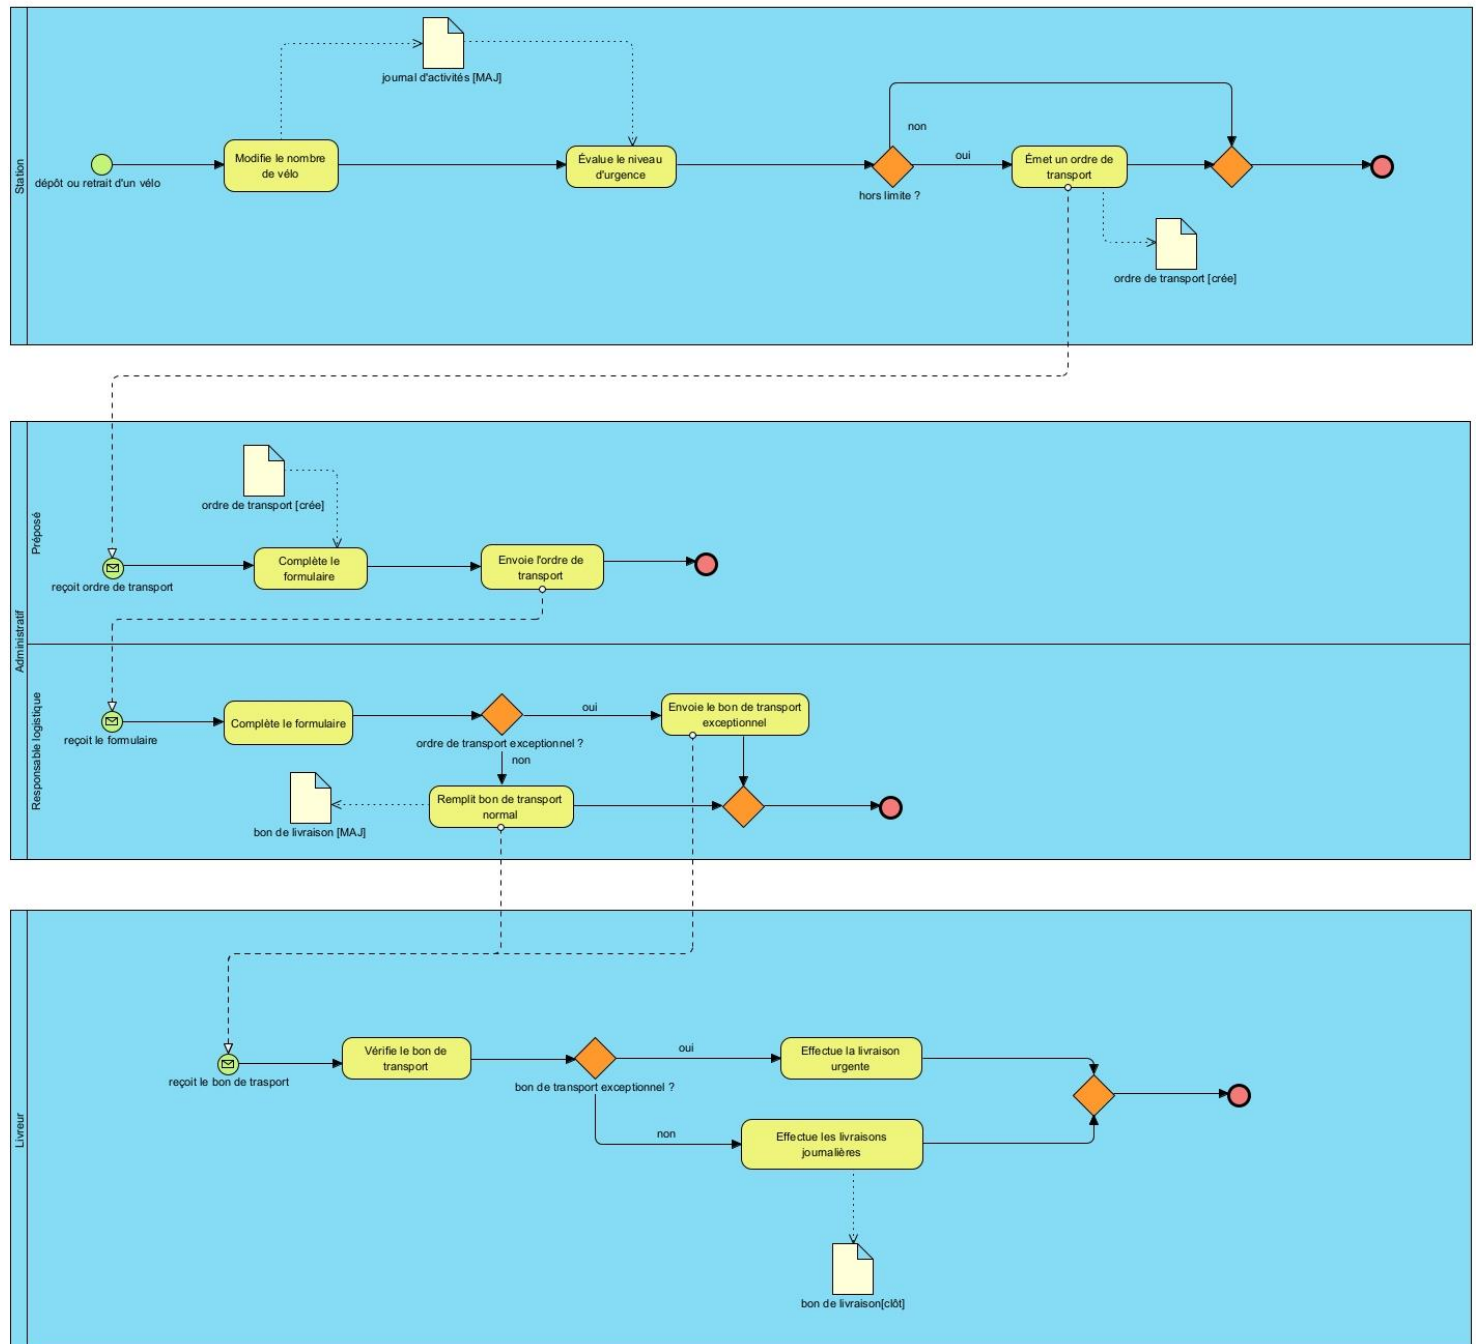 Station
journal d'activités [MAJ]
dépôt ou retrait d'un vélo
Modifie le nombre
de vélo
Évalue le niveau
d'urgence
hors limite ?
non
oui
Émet un ordre de
transport
ordre de transport [crée]
Administratif
Préposé
ordre de transport [crée]
reçoit ordre de transport
Complète le
formulaire
Envoie l'ordre de
transport
Responsable logistique
reçoit le formulaire
Complète le formulaire
ordre de transport exceptionnel ?
oui
non
Envoie le bon de transport
exceptionnel
Remplit bon de transport
normal
bon de livraison [MAJ]
Livreur
reçoit le bon de trasport
Vérifie le bon de
transport
bon de transport exceptionnel ?
oui
Effectue la livraison
urgente
non
Effectue les livraisons
journalières
bon de livraison[clôt]